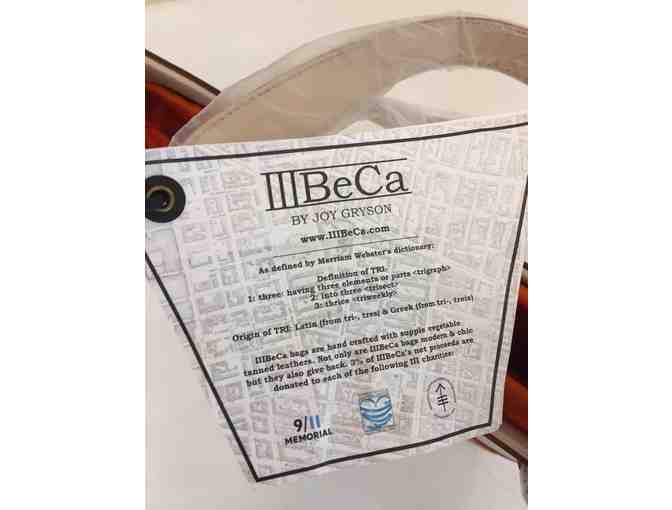 IIIBeCa
BY JOY GRYSON
www.IIIBeCa.com
As defined by Merriam Webster's dictionary:
Definition of TRI:
1: three: having three elements or parts <trigraph>
2: into three <trisect>
3: thrice <triweekly>
Origin of TRI: Latin (from tri-, tres) & Greek (from tri-, treis)
IIIBeCa bags are hand crafted with supple vegetable
tanned leathers. Not only are IIIBeCa bags modern & chic
but they also give back. 3% of IIIBeCa's net proceeds are
donated to each of the following III charities:
9/11
MEMORIAL